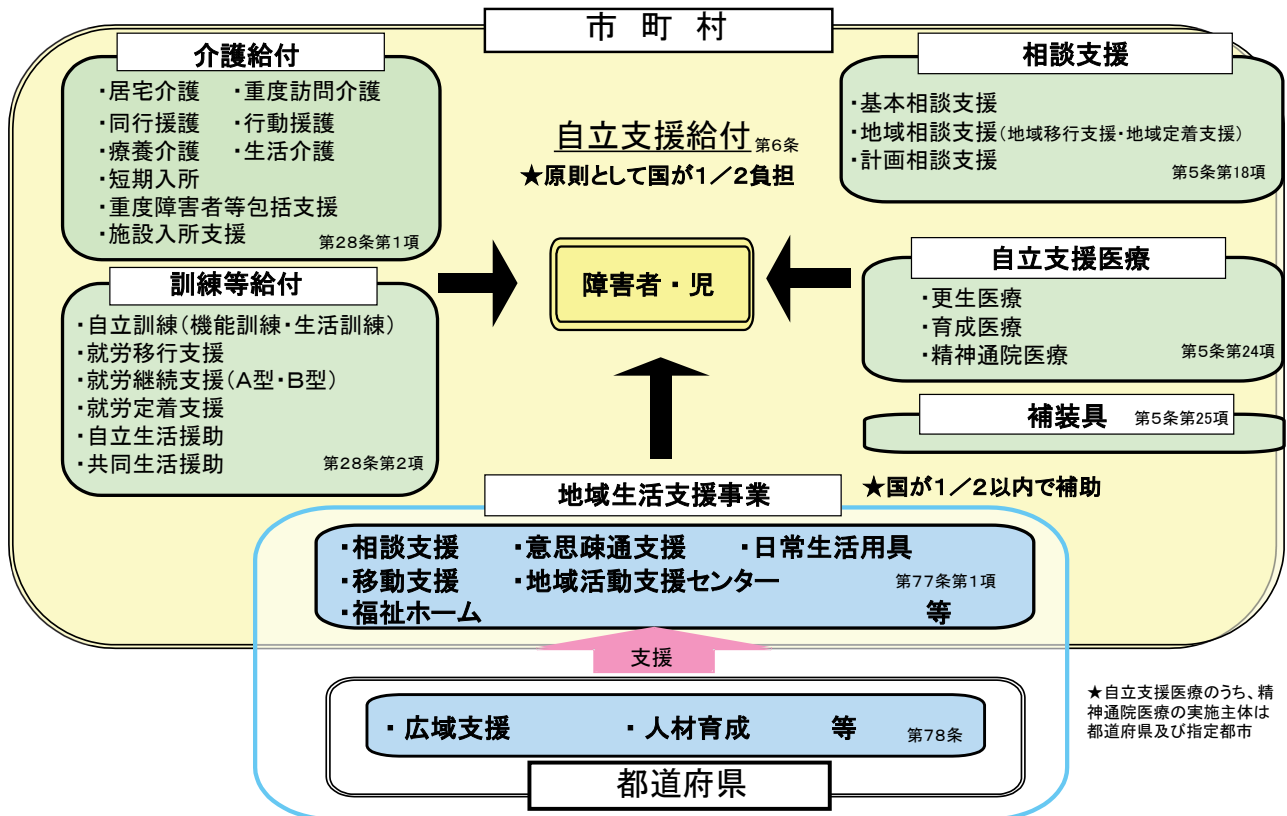 市町村
介護給付
・居宅介護 ・重度訪問介護
・同行援護 ・行動援護
・療養介護 ・生活介護
・短期入所
・重度障害者等包括支援
・施設入所支援 第28条第1項
訓練等給付
・自立訓練(機能訓練・生活訓練)
・就労移行支援
・就労継続支援(A型・B型)
・就労定着支援
・自立生活援助
・共同生活援助 第28条第2項
自立支援給付 第6条
★原則として国が1/2負担
障害者・児
相談支援
・基本相談支援
・地域相談支援(地域移行支援・地域定着支援)
・計画相談支援
第5条第18項
自立支援医療
・更生医療
・育成医療
・精神通院医療 第5条第24項
補装具 第5条第25項
地域生活支援事業
★国が1/2以内で補助
・相談支援 ・意思疎通支援 ・日常生活用具
・移動支援 ・地域活動支援センター 第77条第1項
・福祉ホーム 等
支援
・広域支援 ・人材育成 等 第78条
都道府県
★自立支援医療のうち、精
神通院医療の実施主体は
都道府県及び指定都市